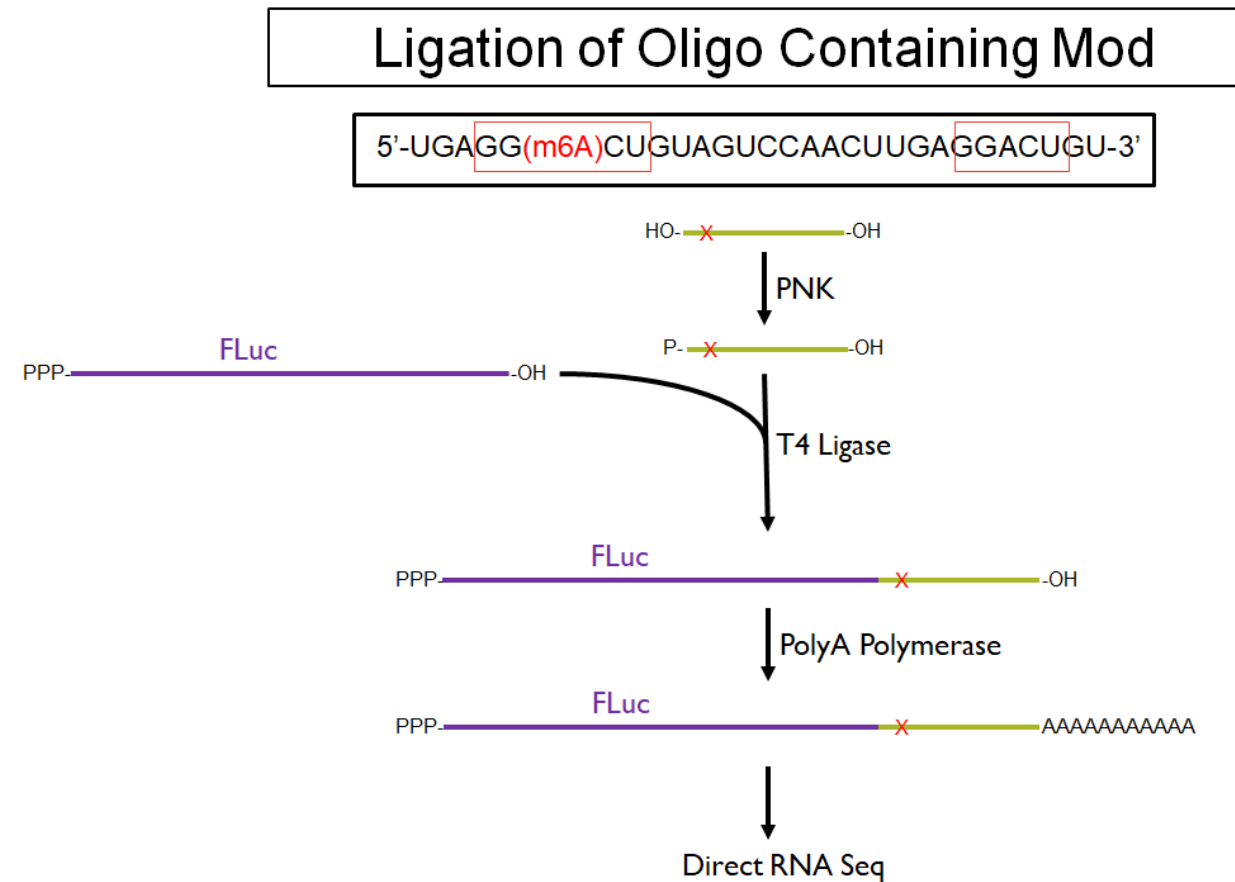 Ligation of Oligo Containing Mod
5’-UGAGG(m6A)CUGUAGUCCAACUUGAGGACUGU-3’
HO- X -OH
PNK
FLuc
P- X -OH
PPP- -OH
T4 Ligase
FLuc
PPP- X -OH
PolyA Polymerase
FLuc
PPP- X AAAAAAAAAAA
Direct RNA Seq